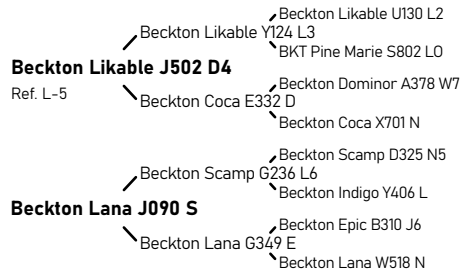 Beckton Likable U130 L2
Beckton Likable Y124 L3
BKT Pine Marie S802 LO
Beckton Likable J502 D4
Ref. L-5
Beckton Dominor A378 W7
Beckton Coca E332 D
Beckton Coca X701 N
Beckton Scamp D325 N5
Beckton Scamp G236 L6
Beckton Indigo Y406 L
Beckton Lana J090 S
Beckton Epic B310 J6
Beckton Lana G349 E
Beckton Lana W518 N